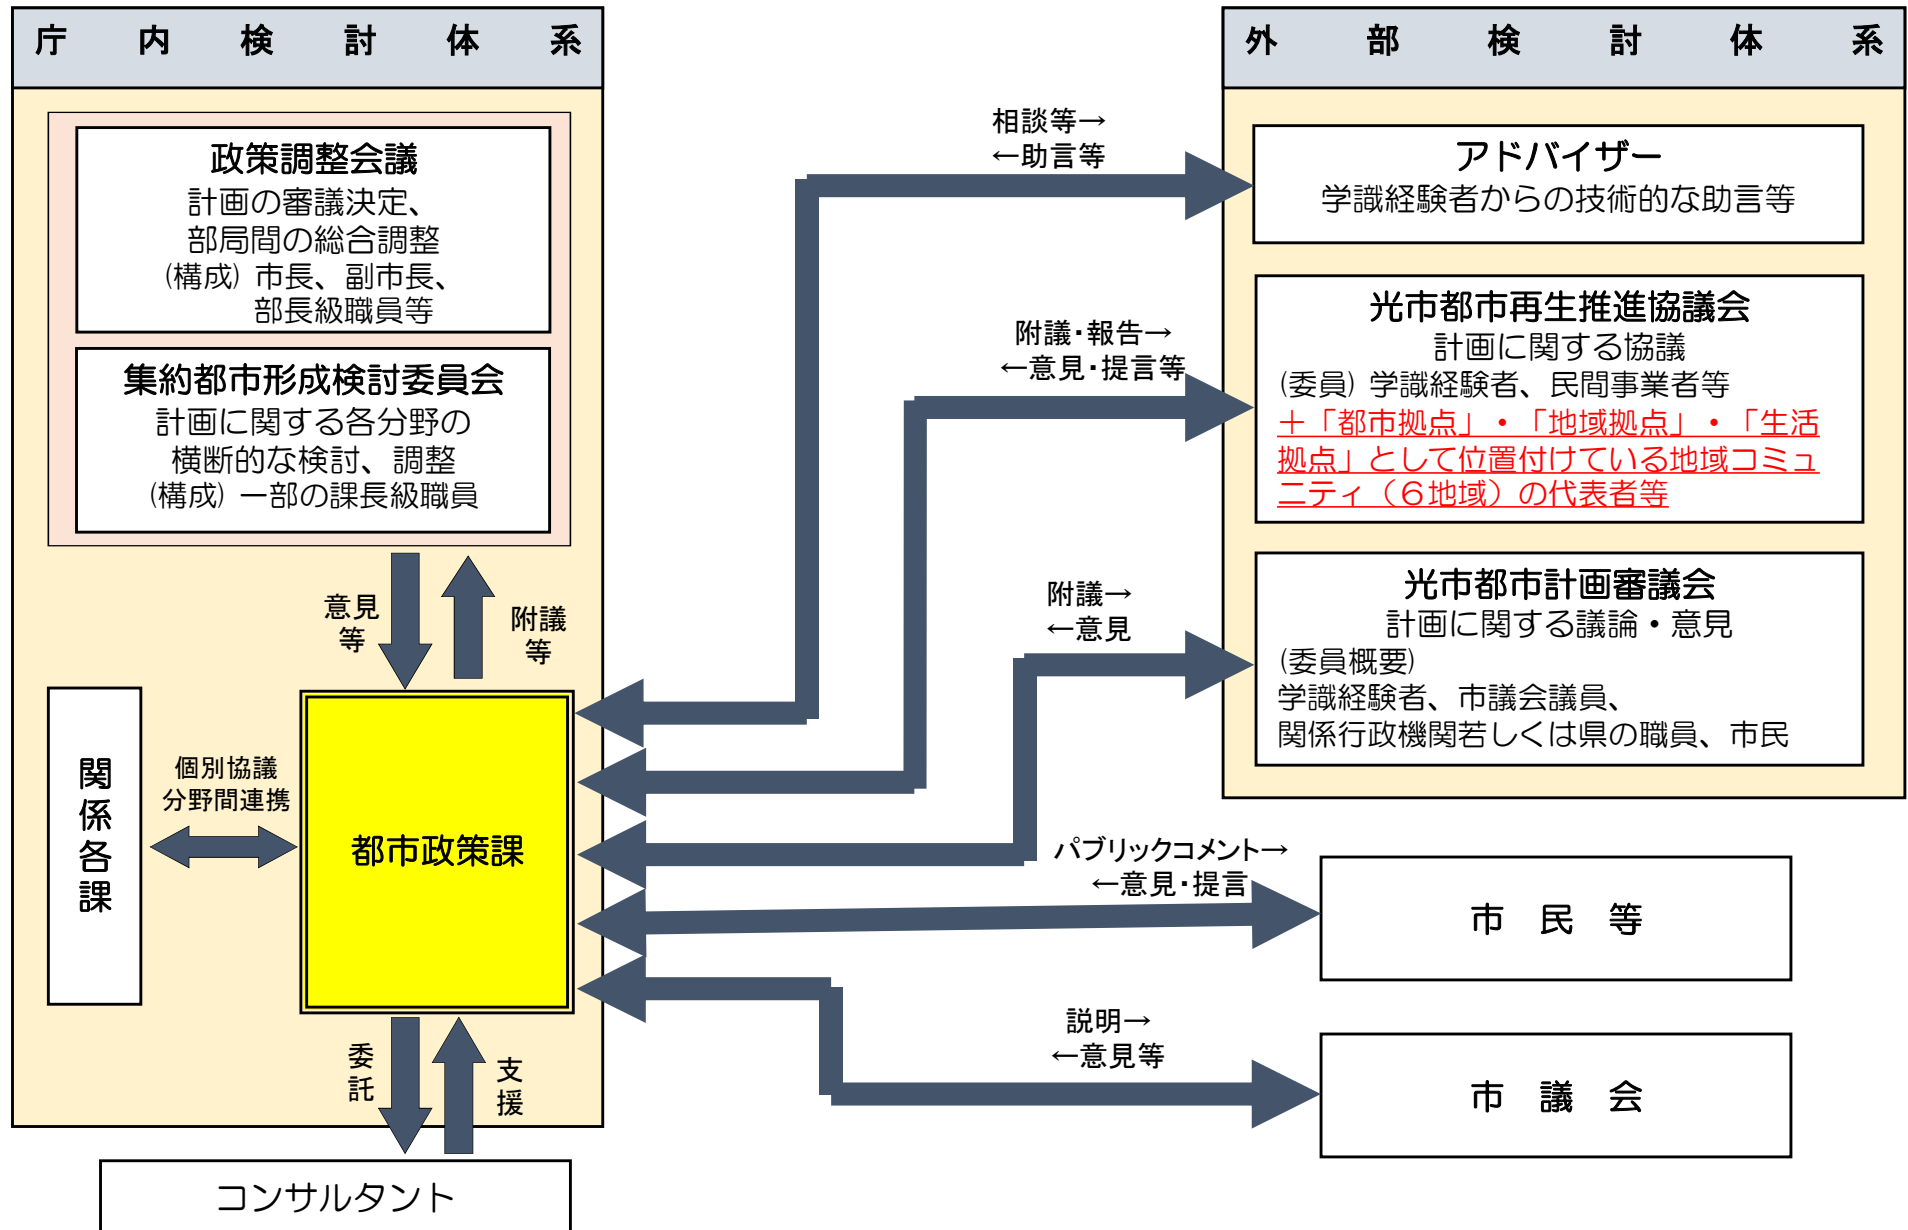 庁内検討体系
政策調整会議
計画の審議決定、
部局間の総合調整
(構成) 市長、副市長、
部長級職員等
集約都市形成検討委員会
計画に関する各分野の
横断的な検討、調整
(構成) 一部の課長級職員
意見
等
附議
等
関係各課
個別協議
分野間連携
都市政策課
委託
支援
コンサルタント
相談等→
←助言等
附議・報告→
←意見・提言等
附議→
←意見
パブリックコメント→
←意見・提言
説明→
←意見等
外部検討体系
アドバイザー
学識経験者からの技術的な助言等
光市都市再生推進協議会
計画に関する協議
(委員) 学識経験者、民間事業者等
＋「都市拠点」・「地域拠点」・「生活
拠点」として位置付けている地域コミュ
ニティ（６地域）の代表者等
光市都市計画審議会
計画に関する議論・意見
(委員概要)
学識経験者、市議会議員、
関係行政機関若しくは県の職員、市民
市 民 等
市 議 会